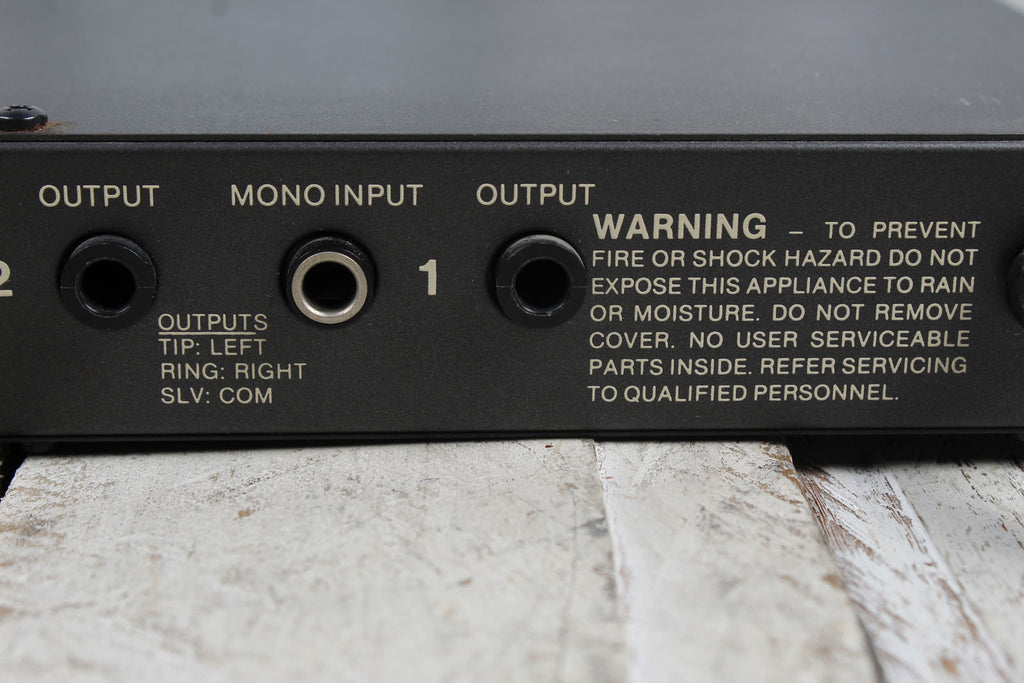 OUTPUT
MONO INPUT
OUTPUT
2
1
OUTPUTS
TIP: LEFT
RING: RIGHT
SLV: COM
WARNING – TO PREVENT
FIRE OR SHOCK HAZARD DO NOT
EXPOSE THIS APPLIANCE TO RAIN
OR MOISTURE. DO NOT REMOVE
COVER. NO USER SERVICEABLE
PARTS INSIDE. REFER SERVICING
TO QUALIFIED PERSONNEL.